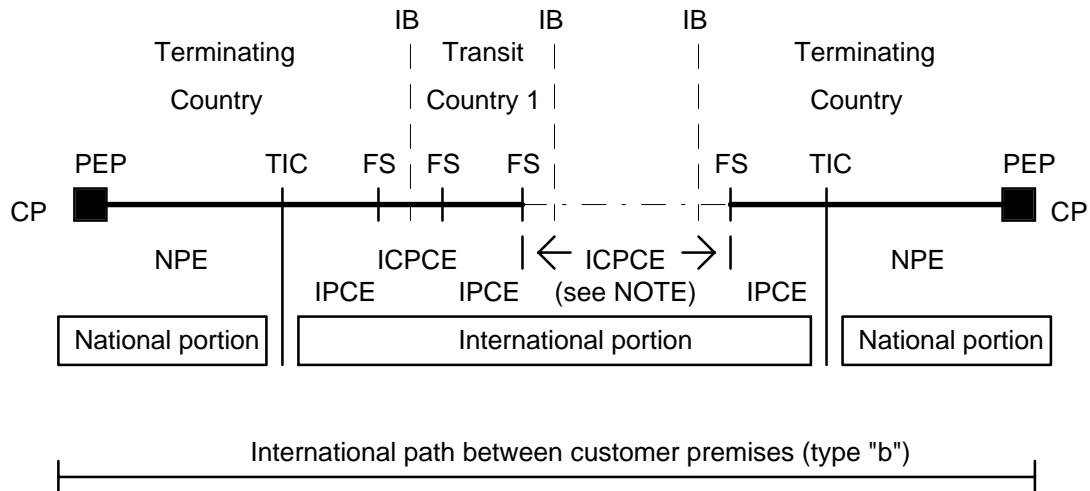 IB IB IB
Terminating Transit Terminating
Country Country 1 Country
PEP TIC FS FS FS FS TIC PEP
CP CP
NPE ICPCE ICPCE NPE
IPCE IPCE (see NOTE) IPCE
National portion International portion National portion
International path between customer premises (type "b")